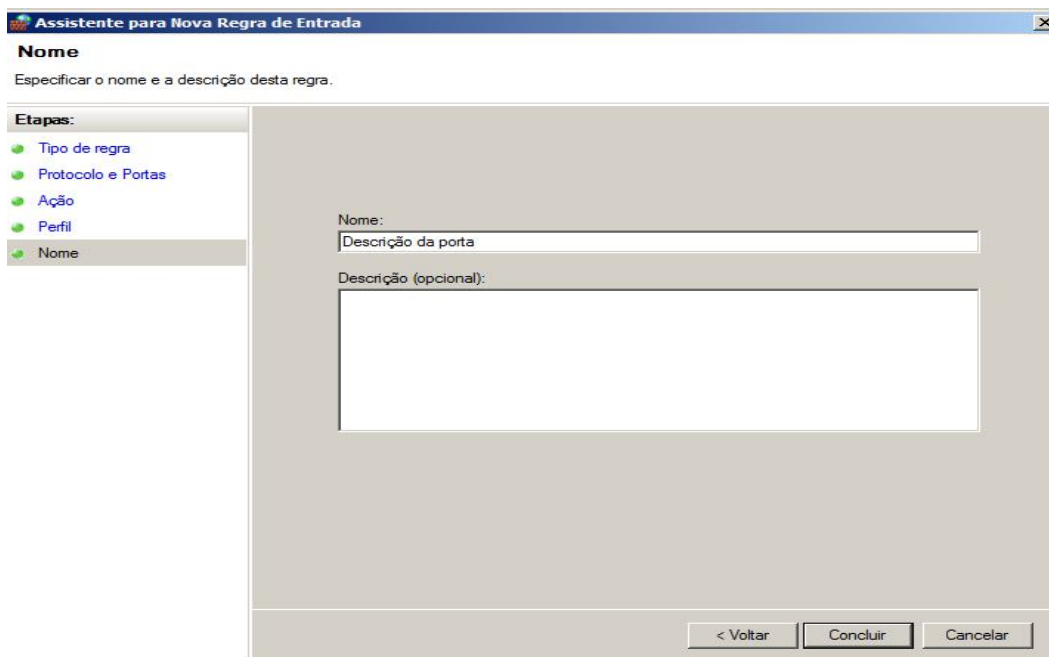 Assistente para Nova Regra de Entrada
Nome
Especificar o nome e a descrição desta regra.
Etapas:
Tipo de regra
Protocolo e Portas
Ação
Perfil
Nome
Nome:
Descrição da porta
Descrição (opcional):
< Voltar
Concluir
Cancelar